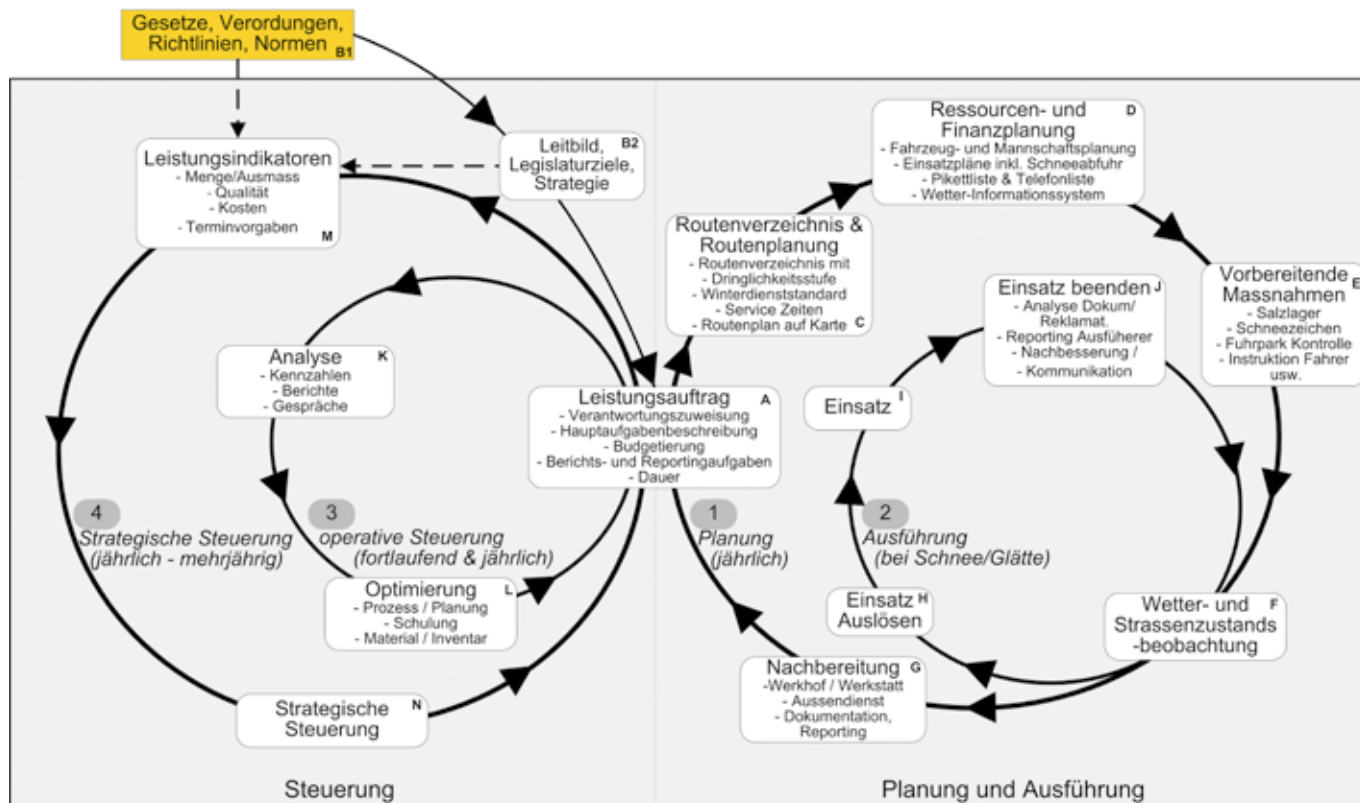 Gesetze, Verordungen,
Richtlinien, Normen B1
Leistungsindikatoren
- Menge/Ausmass
- Qualität
- Kosten
- Terminvorgaben
M
Leitbild, B2
Legislaturziele,
Strategie
Analyse K
- Kennzahlen
- Berichte
- Gespräche
Leistungsauftrag A
- Verantwortungszuweisung
- Hauptaufgabenbeschreibung
- Budgetierung
- Berichts- und Reportingaufgaben
- Dauer
4
Strategische Steuerung
(jährlich - mehrjährig)
3
operative Steuerung
(fortlaufend & jährlich)
Optimierung L
- Prozess / Planung
- Schulung
- Material / Inventar
Strategische N
Steuerung
Steuerung
Ressourcen- und D
Finanzplanung
- Fahrzeug- und Mannschaftsplanung
- Einsatzpläne inkl. Schneeabfuhr
- Pikettliste & Telefonliste
- Wetter-Informationssystem
Routenverzeichnis &
Routenplanung
- Routenverzeichnis mit
- Dringlichkeitsstufe
- Winterdienststandard
- Service Zeiten
- Routenplan auf Karte C
Vorbereitende
Massnahmen E
- Salzlager
- Schneezeichen
- Fuhrpark Kontrolle
- Instruktion Fahrer
usw.
Einsatz beenden J
- Analyse Dokum/
Reklamat.
- Reporting Ausfüherer
- Nachbesserung /
- Kommunikation
Einsatz I
1
Planung
(jährlich)
2
Ausführung
(bei Schnee/Glätte)
Einsatz H
Auslösen
Wetter- und F
Strassenzustands
-beobachtung
Nachbereitung G
-Werkhof / Werkstatt
- Aussendienst
- Dokumentation,
Reporting
Planung und Ausführung